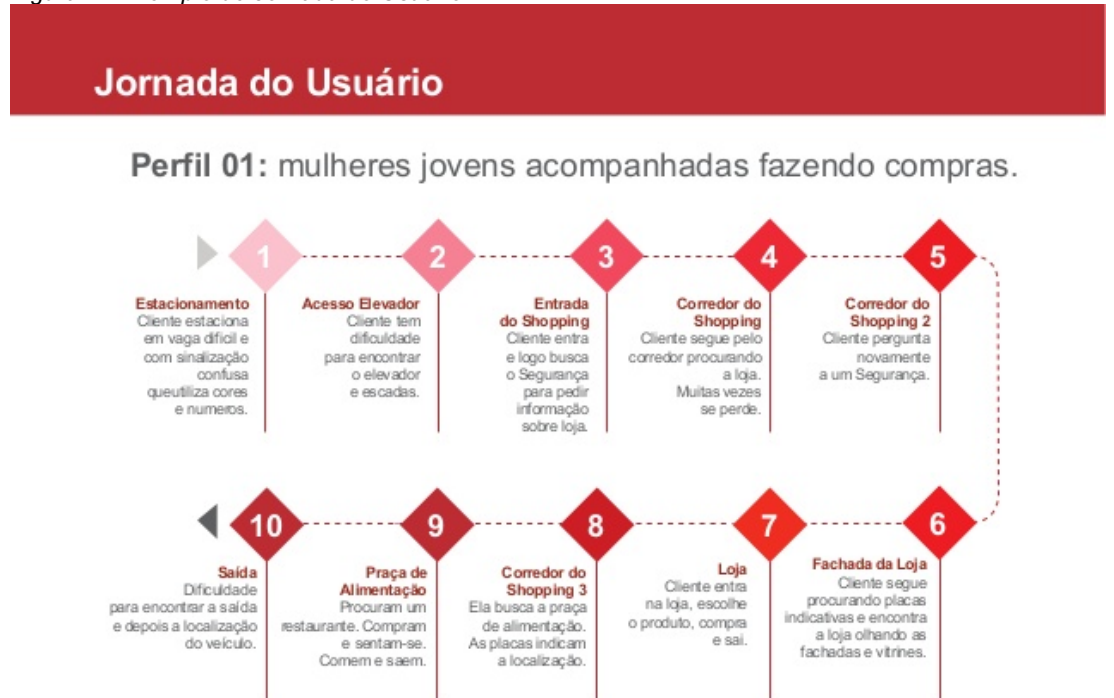 Jornada do Usuário
Perfil 01: mulheres jovens acompanhadas fazendo compras.
1
Estacionamento
Cliente estaciona
em vaga dificil e
com sinalização
confusa
queutiliza cores
e numeros.
2
Acesso Elevador
Cliente tem
dificuldade
para encontrar
o elevador
e escadas.
3
Entrada
do Shopping
Cliente entra
e logo busca
o Segurança
para pedir
informação
sobre loja.
4
Corredor do
Shopping
Cliente segue pelo
corredor procurando
a loja.
Muitas vezes
se perde.
5
Corredor do
Shopping 2
Cliente pergunta
novamente
a um Segurança.
6
Fachada da Loja
Cliente segue
procurando placas
indicativas e encontra
a loja olhando as
fachadas e vitrines.
7
Loja
Cliente entra
na loja, escolhe
o produto, compra
e sai.
8
Corredor do
Shopping 3
Ela busca a praça
de alimentação.
As placas indicam
a localização.
9
Praça de
Alimentação
Procuram um
restaurante. Compram
e sentam-se.
Comem e saem.
10
Saída
Dificuldade
para encontrar a saída
e depois a localização
do veículo.